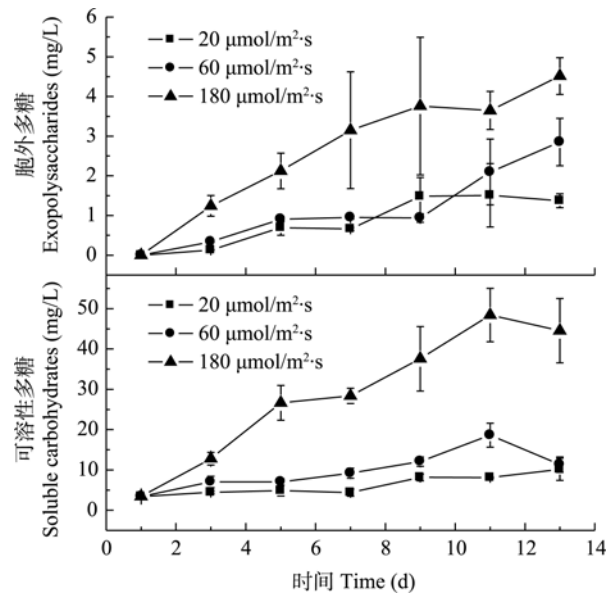 胞外多糖
Exopolysaccharides (mg/L)
6
5
4
3
2
1
0
20 μmol/m²·s
60 μmol/m²·s
180 μmol/m²·s
可溶性多糖
Soluble carbohydrates (mg/L)
50
40
30
20
10
0
20 μmol/m²·s
60 μmol/m²·s
180 μmol/m²·s
0 2 4 6 8 10 12 14
时间 Time (d)